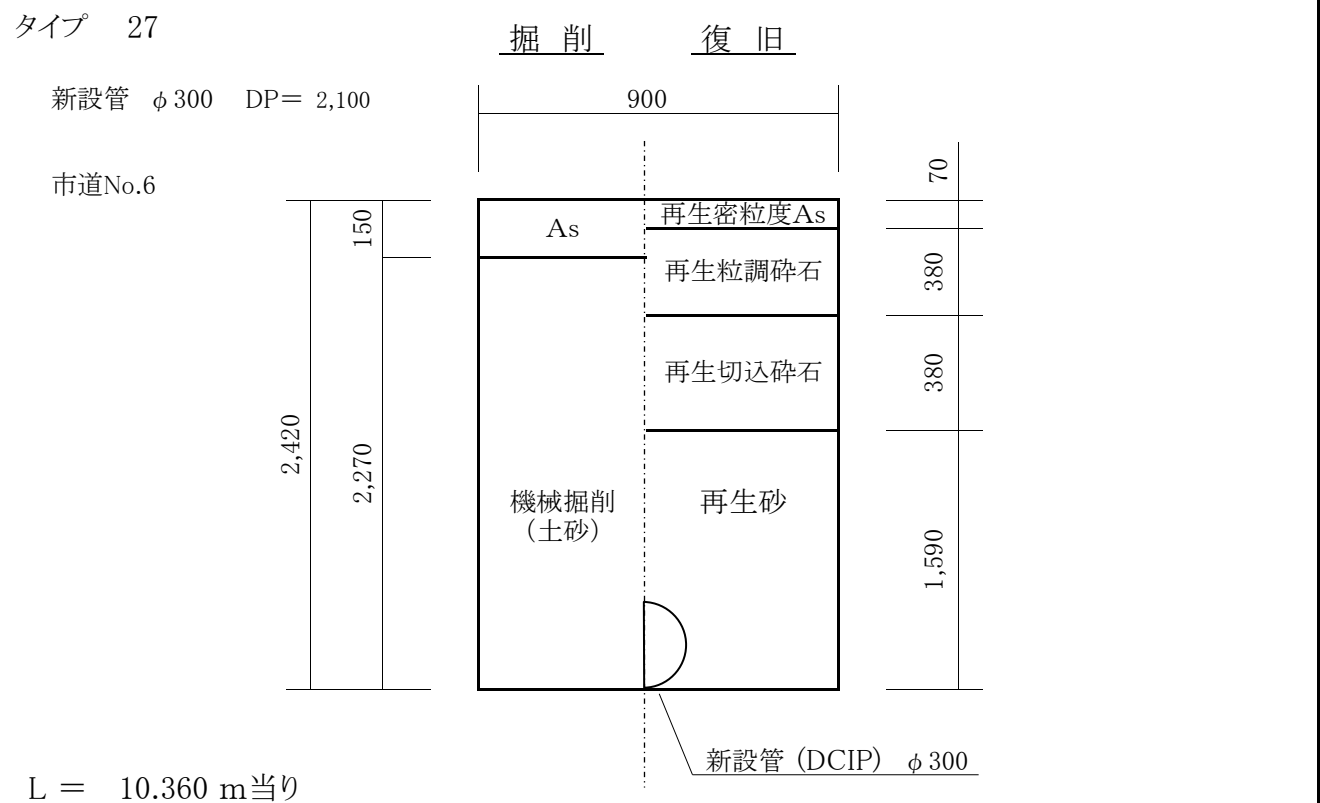 タイプ 27
掘 削 復 旧
新設管 φ300 DP= 2,100
900
市道No.6
70
150
As
再生密粒度As
再生粒調砕石
380
再生切込砕石
380
2,420
2,270
機械掘削
(土砂)
再生砂
1,590
新設管 (DCIP) φ300
L = 10.360 m当り